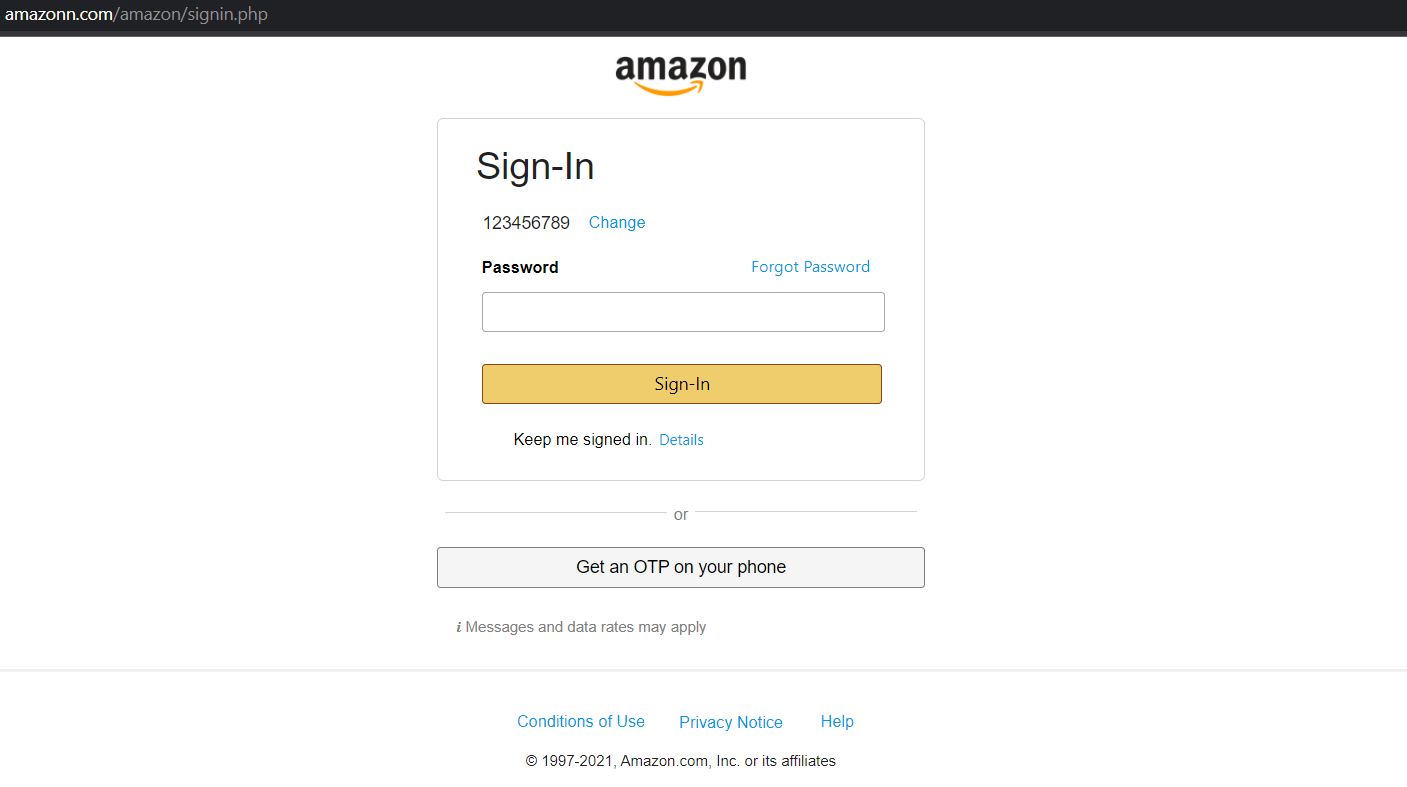 amazonn.com/amazon/signin.php
amazon
Sign-In
123456789 Change
Password Forgot Password
Sign-In
Keep me signed in. Details
or
Get an OTP on your phone
i Messages and data rates may apply
Conditions of Use Privacy Notice Help
© 1997-2021, Amazon.com, Inc. or its affiliates